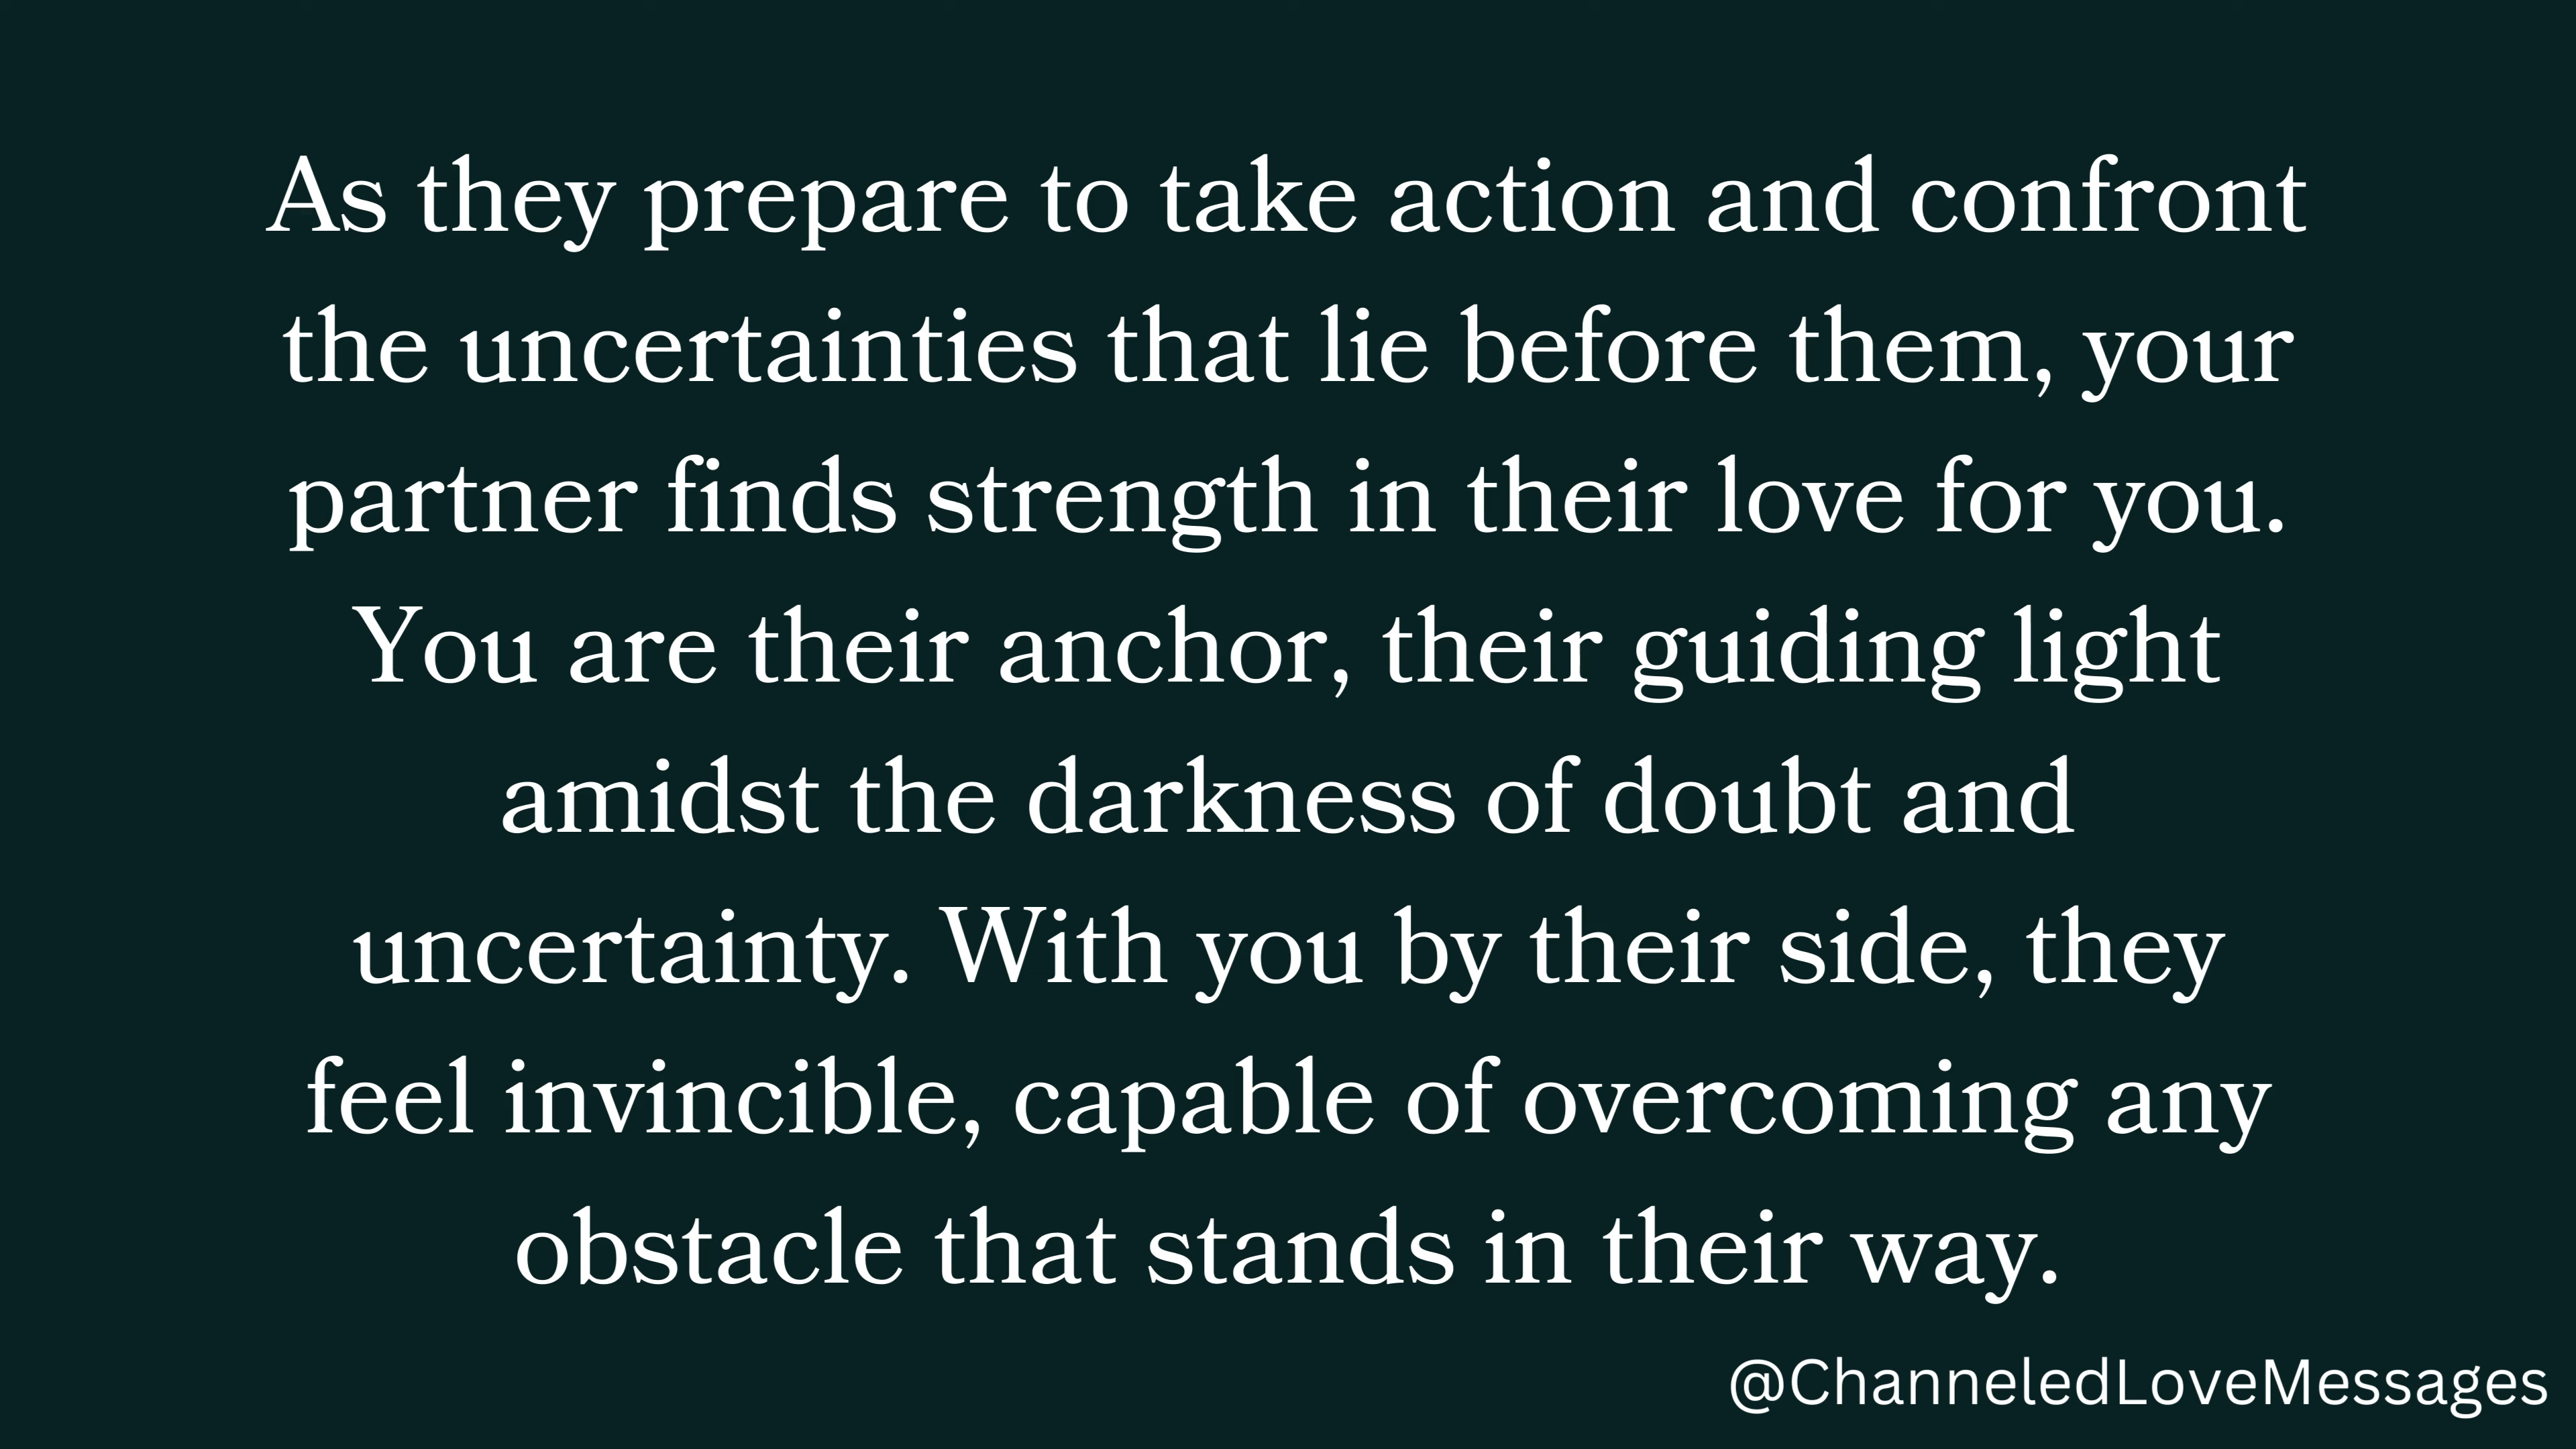 As they prepare to take action and confront
the uncertainties that lie before them, your
partner finds strength in their love for you.
You are their anchor, their guiding light
amidst the darkness of doubt and
uncertainty. With you by their side, they
feel invincible, capable of overcoming any
obstacle that stands in their way.
@ChanneledLoveMessages